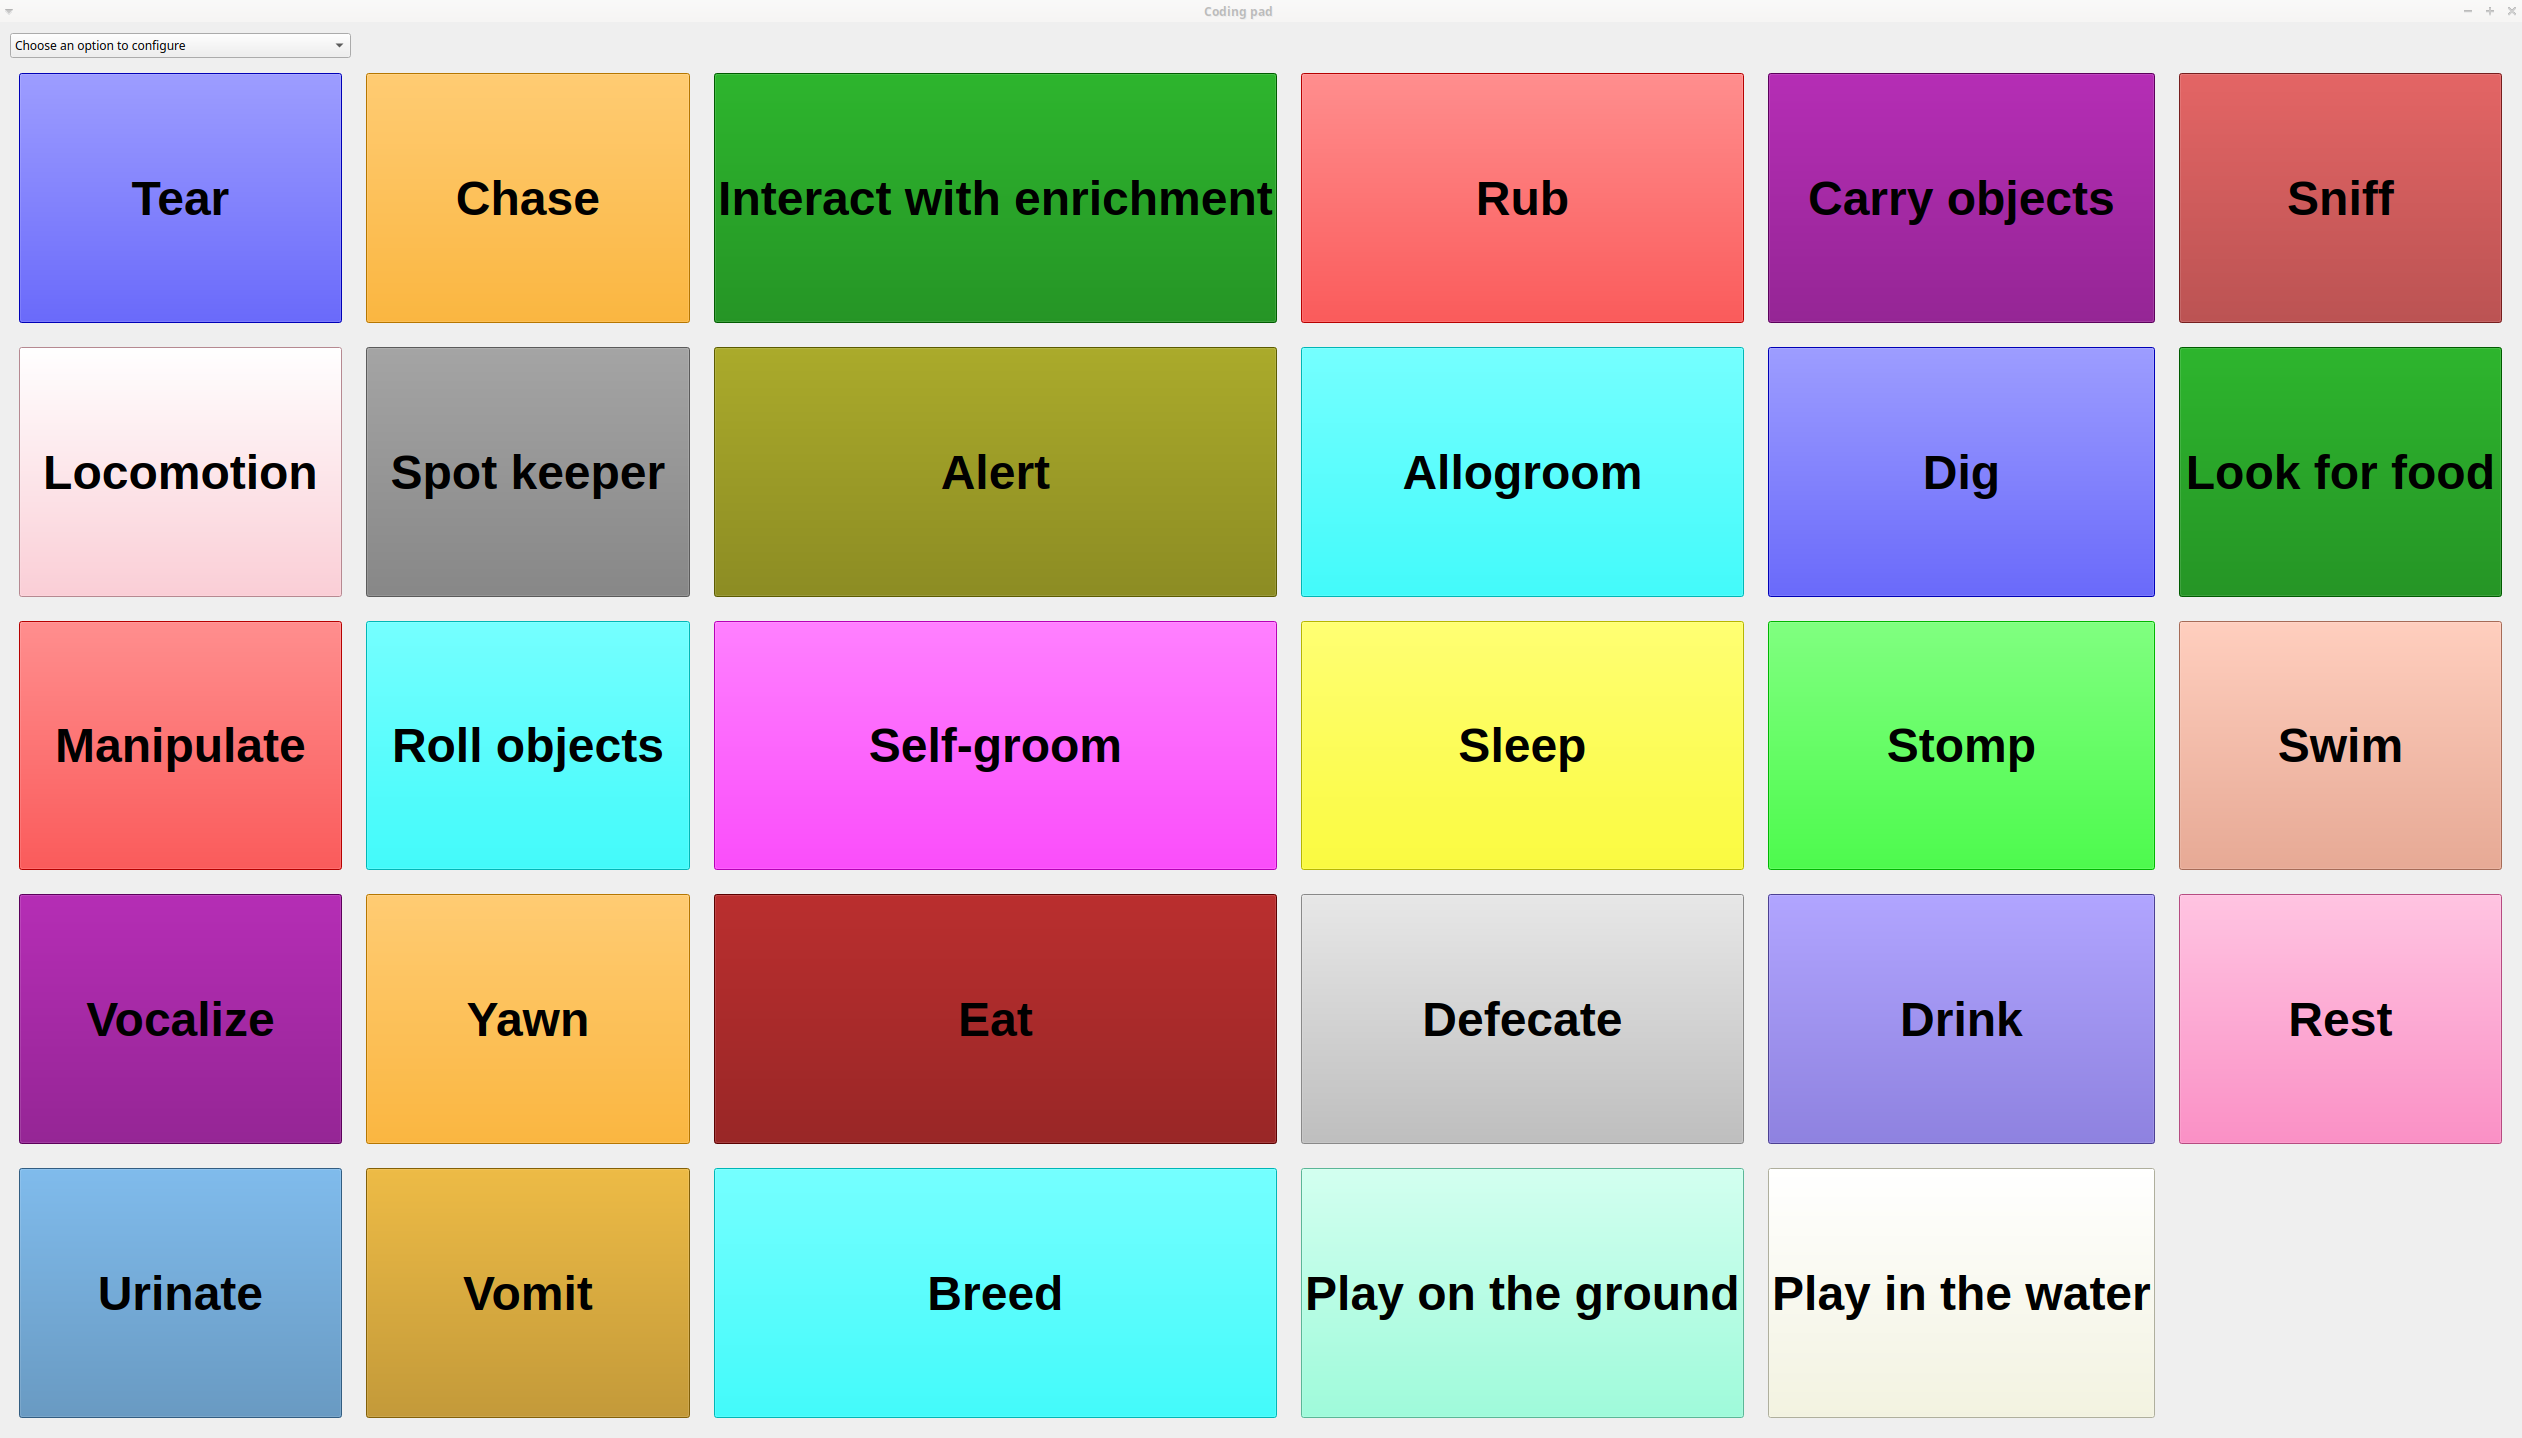 Coding pad
Choose an option to configure
Tear
Chase
Interact with enrichment
Rub
Carry objects
Sniff
Locomotion
Spot keeper
Alert
Allogroom
Dig
Look for food
Manipulate
Roll objects
Self-groom
Sleep
Stomp
Swim
Vocalize
Yawn
Eat
Defecate
Drink
Rest
Urinate
Vomit
Breed
Play on the ground
Play in the water